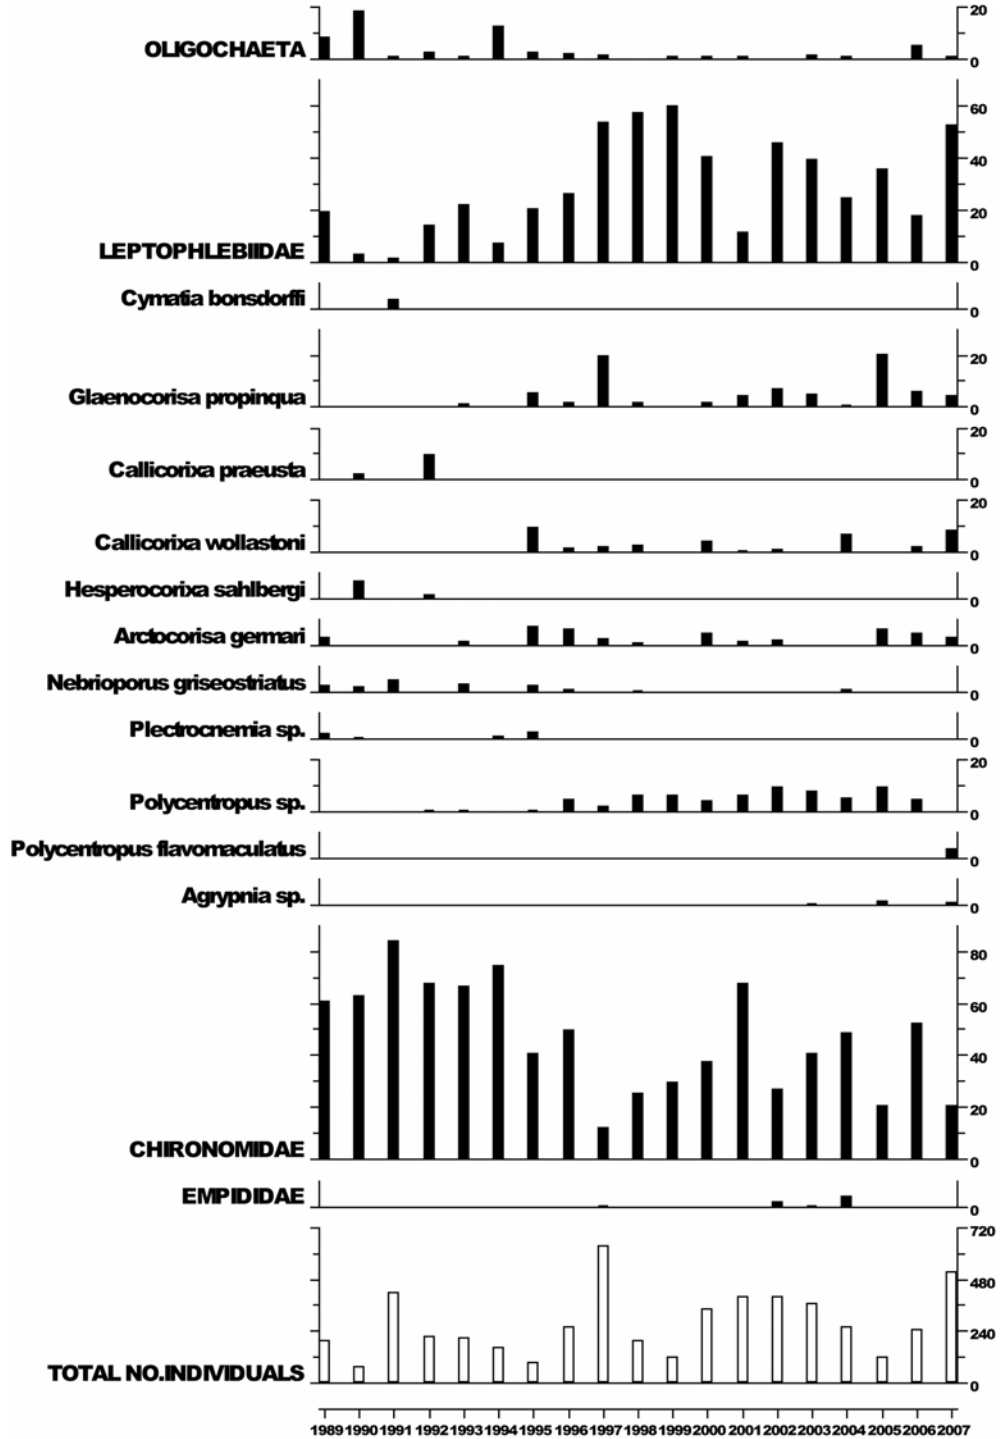 20
OLIGOCHAETA
0
60
40
20
LEPTOPHLEBIIDAE
0
Cymatia bonsdorffi
0
20
Glaenocorisa propinqua
0
20
Callicorixa praeusta
0
20
Callicorixa wollastoni
0
Hesperocorixa sahlbergi
0
Arctocorisa germari
0
Nebrioporus griseostriatus
0
Plectrocnemia sp.
0
20
Polycentropus sp.
0
Polycentropus flavomaculatus
0
Agrypnia sp.
0
80
60
40
20
CHIRONOMIDAE
0
EMPIDIDAE
0
720
480
240
TOTAL NO.INDIVIDUALS
0
1989 1990 1991 1992 1993 1994 1995 1996 1997 1998 1999 2000 2001 2002 2003 2004 2005 2006 2007